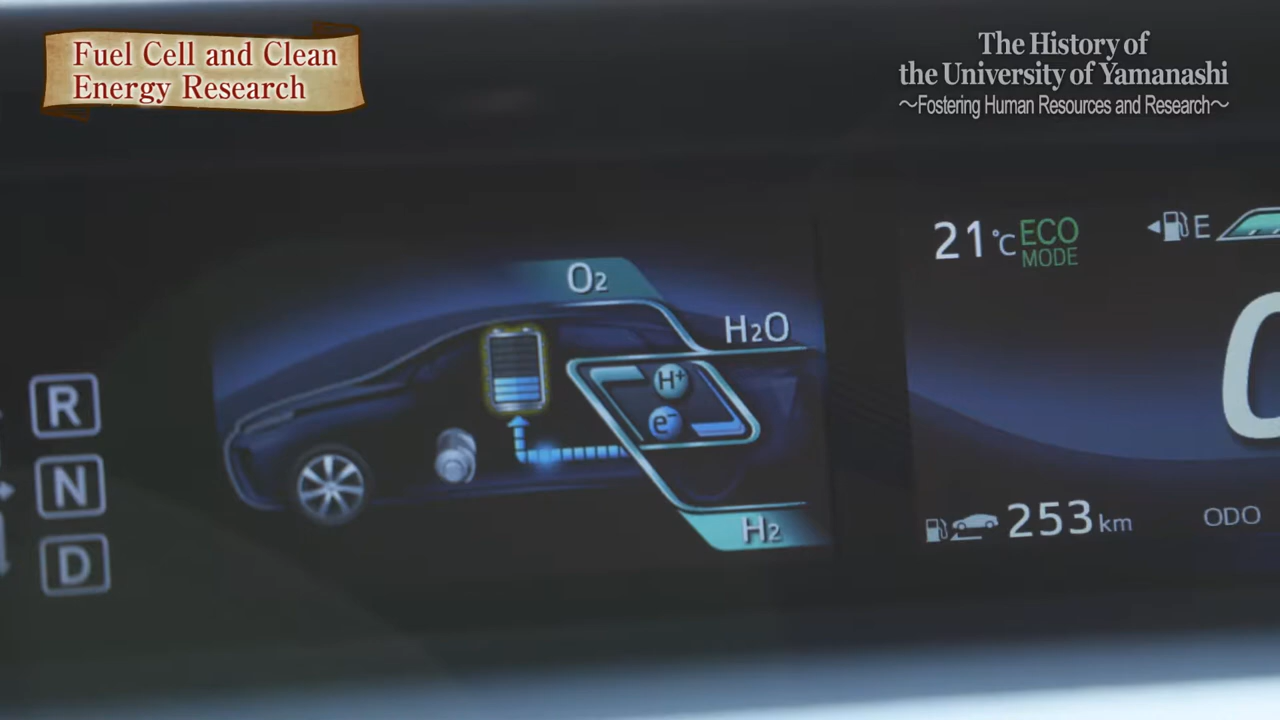 Fuel Cell and Clean
Energy Research
The History of
the University of Yamanashi
〜Fostering Human Resources and Research〜
21℃
ECO
MODE
E
O₂
H₂O
H⁺
e⁻
H₂
R
N
D
0
253 km
ODO